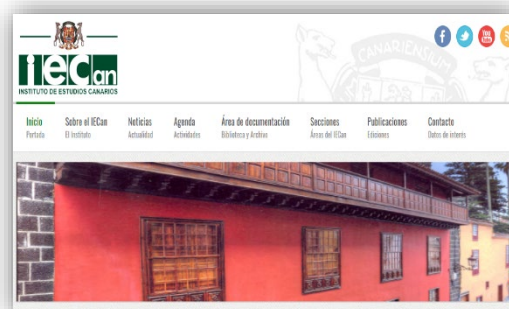 CANARIENSIUM
IECan
INSTITUTO DE ESTUDIOS CANARIOS
Inicio
Portada
Sobre el IECan
El Instituto
Noticias
Actualidad
Agenda
Actividades
Área de documentación
Biblioteca y Archivo
Secciones
Áreas del IECan
Publicaciones
Ediciones
Contacto
Datos de interés